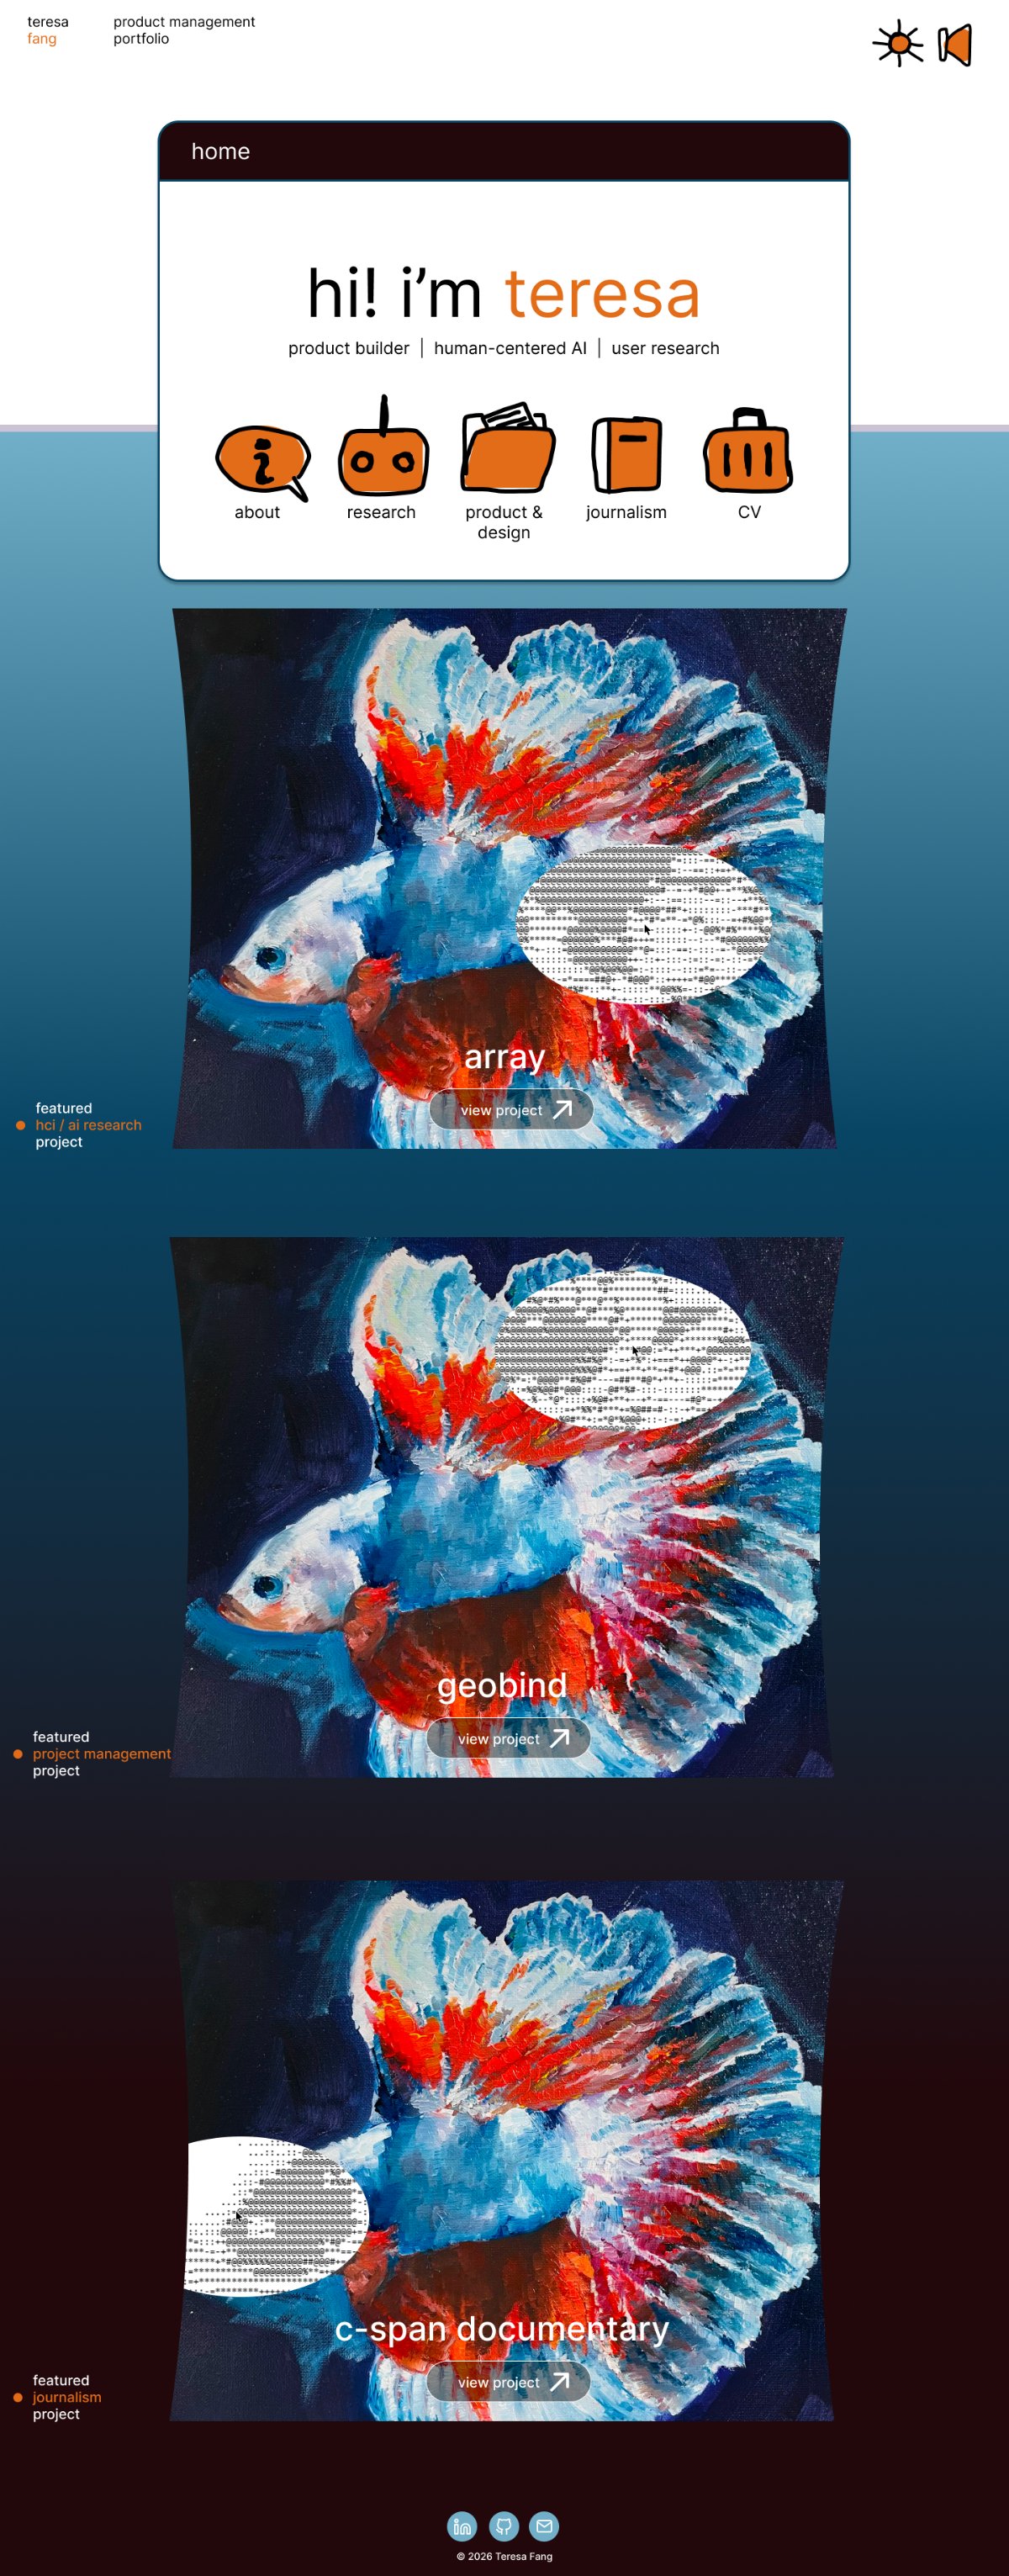 teresa
fang
product management
portfolio
home
hi! i’m teresa
product builder | human-centered AI | user research
i
about
research
product &
design
journalism
CV
array
view project
featured
hci / ai research
project
geobind
view project
featured
project management
project
c-span documentary
view project
featured
journalism
project
in
© 2026 Teresa Fang